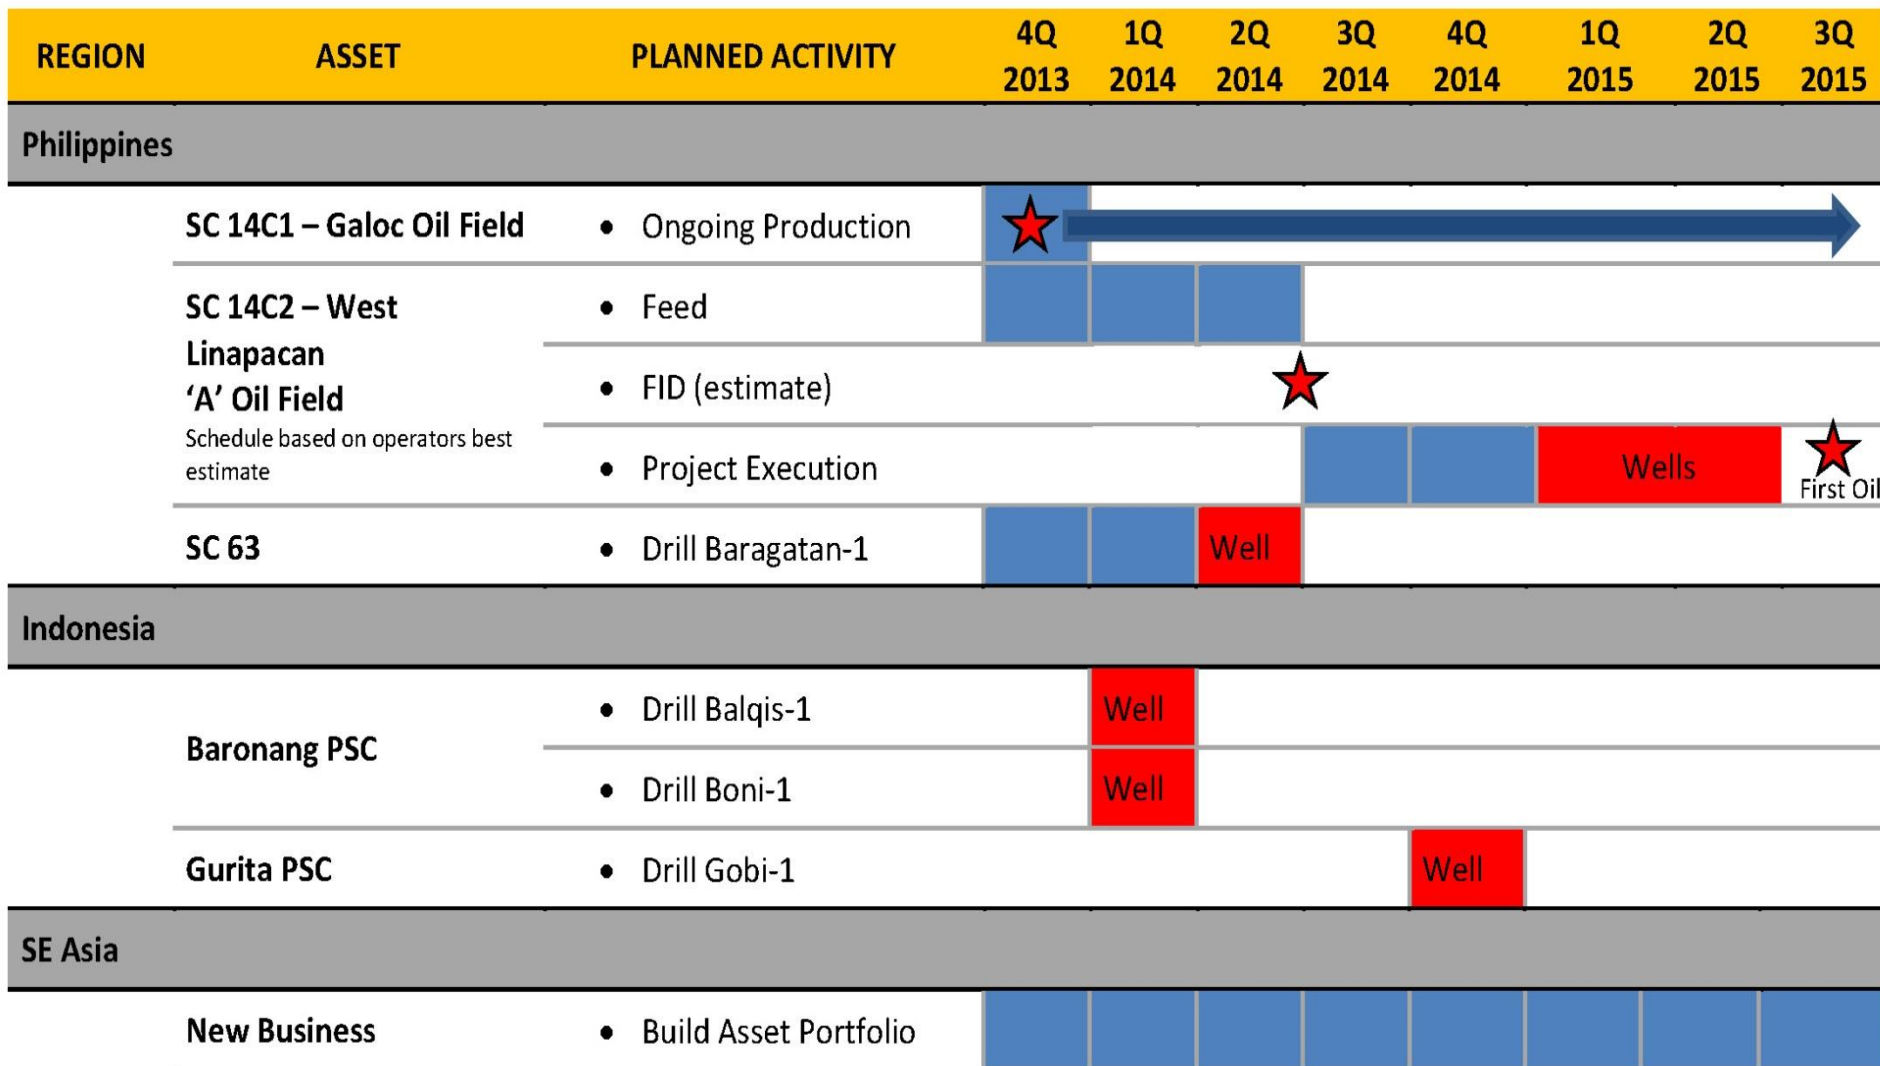 REGION ASSET PLANNED ACTIVITY 4Q 2013 1Q 2014 2Q 2014 3Q 2014 4Q 2014 1Q 2015 2Q 2015 3Q 2015
Philippines
SC 14C1 – Galoc Oil Field • Ongoing Production
SC 14C2 – West • Feed
Linapacan
‘A’ Oil Field • FID (estimate)
Schedule based on operators best
estimate • Project Execution Wells First Oil
SC 63 • Drill Baragatan-1 Well
Indonesia
Baronang PSC • Drill Balqis-1 Well
• Drill Boni-1 Well
Gurita PSC • Drill Gobi-1 Well
SE Asia
New Business • Build Asset Portfolio